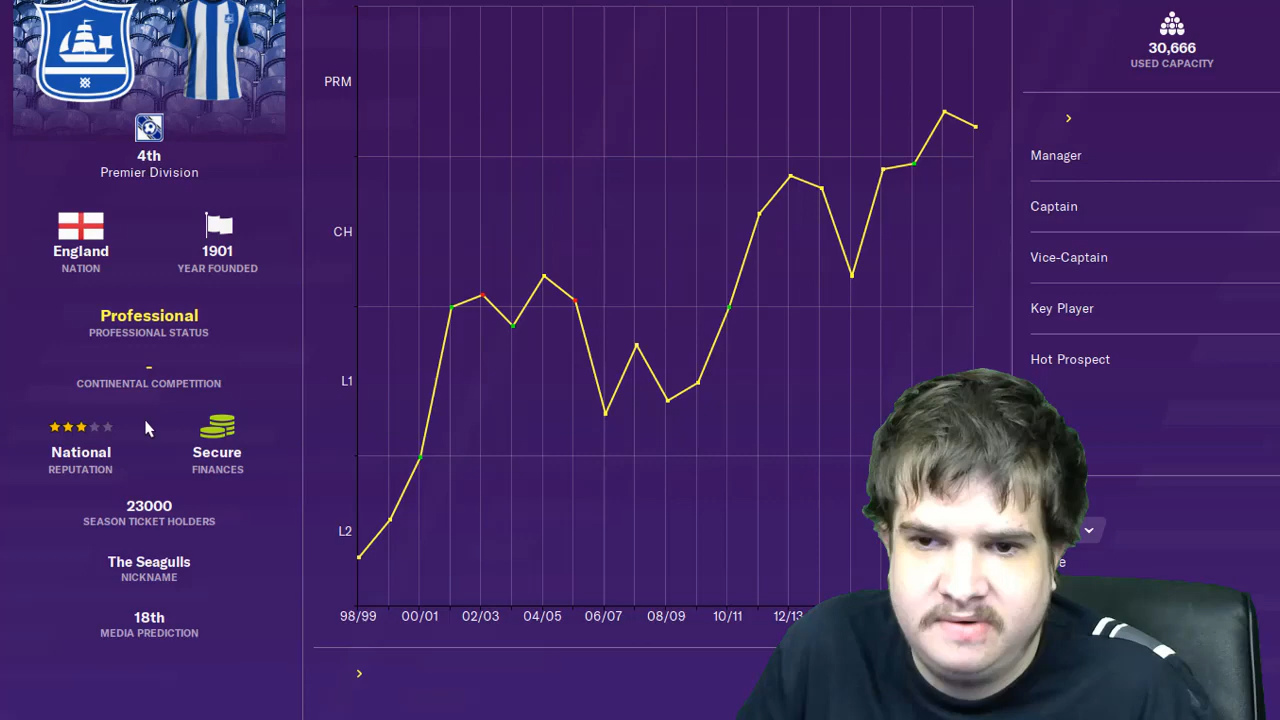 4th
Premier Division
England
NATION
1901
YEAR FOUNDED
Professional
PROFESSIONAL STATUS
-
CONTINENTAL COMPETITION
National
REPUTATION
Secure
FINANCES
23000
SEASON TICKET HOLDERS
The Seagulls
NICKNAME
18th
MEDIA PREDICTION
PRM
CH
L1
L2
98/99
00/01
02/03
04/05
06/07
08/09
10/11
12/13
30,666
USED CAPACITY
Manager
Captain
Vice-Captain
Key Player
Hot Prospect